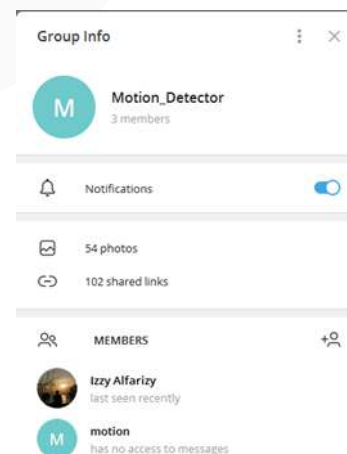 Group Info
M
Motion_Detector
3 members
Notifications
54 photos
102 shared links
MEMBERS
Izzy Alfarizy
last seen recently
M
motion
has no access to messages